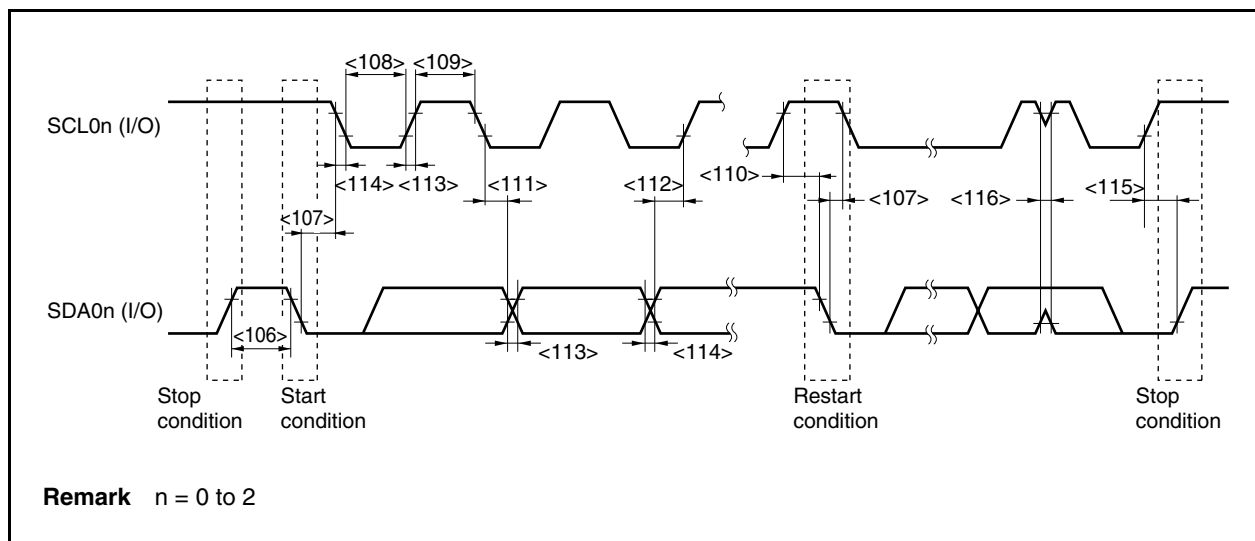 <108> <109>
SCL0n (I/O)
<114> <113> <111> <112> <110> <107> <116> <115>
<107>
SDA0n (I/O)
<106> <113> <114>
Stop condition
Start condition
Restart condition
Stop condition
Remark n = 0 to 2